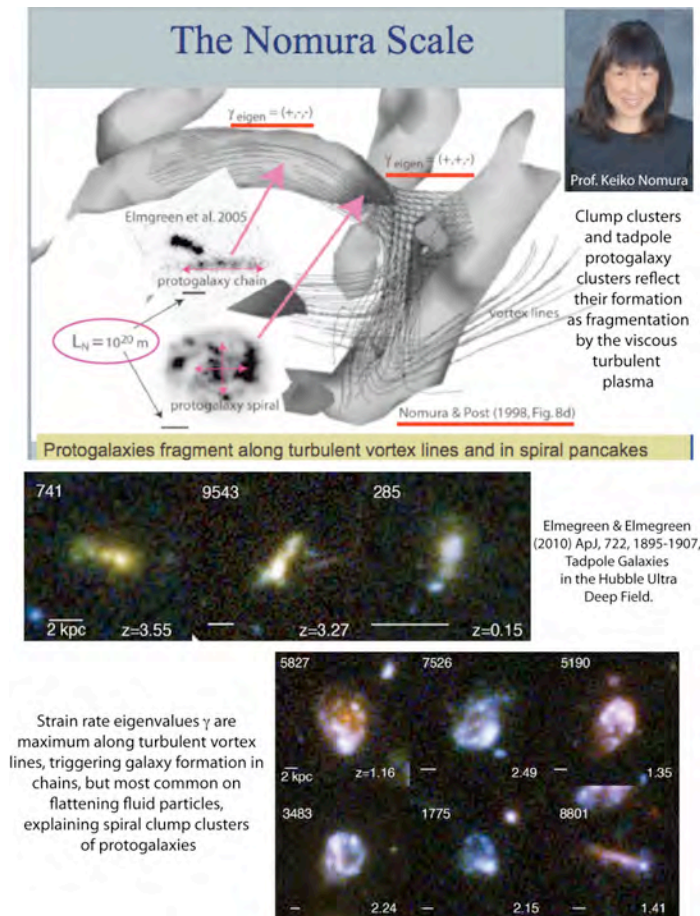 The Nomura Scale
γ eigen = (+,-,-)
γ eigen = (+,+,-)
Prof. Keiko Nomura
Elmgreen et al. 2005
protogalaxy chain
L_N = 10^20 m
protogalaxy spiral
vortex lines
Nomura & Post (1998, Fig. 8d)
Clump clusters
and tadpole
protogalaxy
clusters reflect
their formation
as fragmentation
by the viscous
turbulent
plasma
Protogalaxies fragment along turbulent vortex lines and in spiral pancakes
741
9543
285
2 kpc
z=3.55
z=3.27
z=0.15
Elmegreen & Elmegreen
(2010) ApJ, 722, 1895-1907,
Tadpole Galaxies
in the Hubble Ultra
Deep Field.
5827
7526
5190
2 kpc
z=1.16
2.49
1.35
3483
1775
8801
2.24
2.15
1.41
Strain rate eigenvalues γ are
maximum along turbulent vortex
lines, triggering galaxy formation in
chains, but most common on
flattening fluid particles,
explaining spiral clump clusters
of protogalaxies